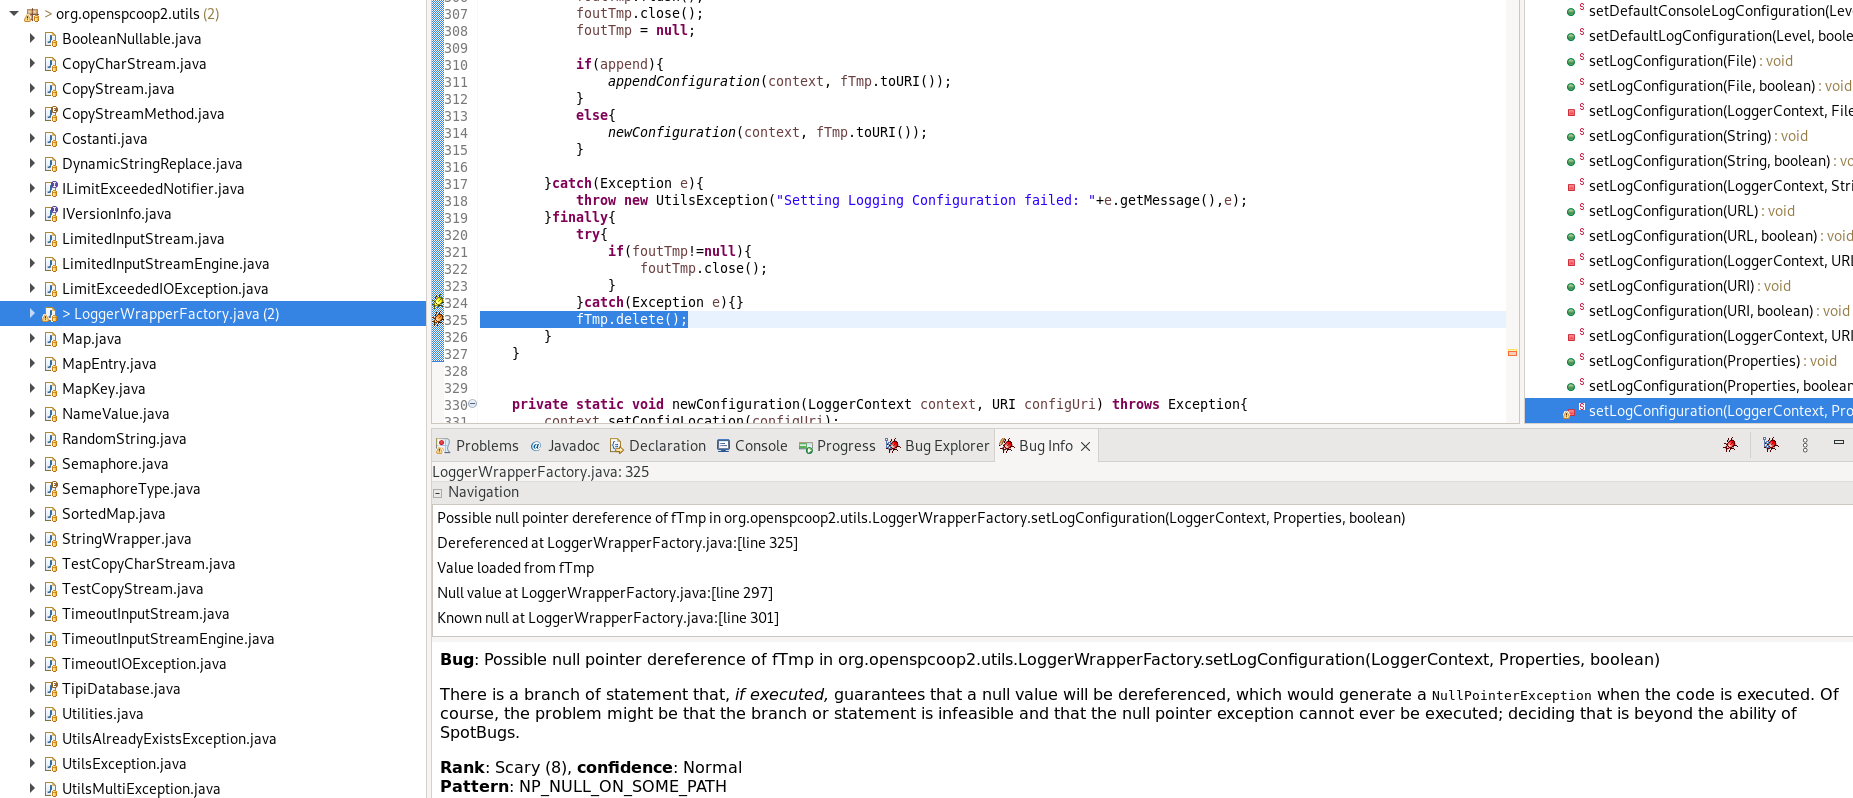 > org.openspcoop2.utils (2)
BooleanNullable.java
CopyCharStream.java
CopyStream.java
CopyStreamMethod.java
Costanti.java
DynamicStringReplace.java
ILimitExceededNotifier.java
IVersionInfo.java
LimitedInputStream.java
LimitedInputStreamEngine.java
LimitExceededIOException.java
> LoggerWrapperFactory.java (2)
Map.java
MapEntry.java
MapKey.java
NameValue.java
RandomString.java
Semaphore.java
SemaphoreType.java
SortedMap.java
StringWrapper.java
TestCopyCharStream.java
TestCopyStream.java
TimeoutInputStream.java
TimeoutInputStreamEngine.java
TimeoutIOException.java
TipiDatabase.java
Utilities.java
UtilsAlreadyExistsException.java
UtilsException.java
UtilsMultiException.java
307 foutTmp.close();
308 foutTmp = null;
309
310 if(append){
311 appendConfiguration(context, fTmp.toURI());
312 }
313 else{
314 newConfiguration(context, fTmp.toURI());
315 }
316
317 }catch(Exception e){
318 throw new UtilsException("Setting Logging Configuration failed: "+e.getMessage(),e);
319 }finally{
320 try{
321 if(foutTmp!=null){
322 foutTmp.close();
323 }
324 }catch(Exception e){}
325 fTmp.delete();
326 }
327 }
328
329
330 private static void newConfiguration(LoggerContext context, URI configUri) throws Exception{
331 context.setConfigLocation(configUri);
setDefaultConsoleLogConfiguration(Leve
setDefaultLogConfiguration(Level, boole
setLogConfiguration(File) : void
setLogConfiguration(File, boolean) : void
setLogConfiguration(LoggerContext, File
setLogConfiguration(String) : void
setLogConfiguration(String, boolean) : vo
setLogConfiguration(LoggerContext, Stri
setLogConfiguration(URL) : void
setLogConfiguration(URL, boolean) : void
setLogConfiguration(LoggerContext, URL
setLogConfiguration(URI) : void
setLogConfiguration(URI, boolean) : void
setLogConfiguration(LoggerContext, URI
setLogConfiguration(Properties) : void
setLogConfiguration(Properties, boolean
setLogConfiguration(LoggerContext, Pro
Problems @ Javadoc Declaration Console Progress Bug Explorer Bug Info
LoggerWrapperFactory.java: 325
Navigation
Possible null pointer dereference of fTmp in org.openspcoop2.utils.LoggerWrapperFactory.setLogConfiguration(LoggerContext, Properties, boolean)
Dereferenced at LoggerWrapperFactory.java:[line 325]
Value loaded from fTmp
Null value at LoggerWrapperFactory.java:[line 297]
Known null at LoggerWrapperFactory.java:[line 301]
Bug: Possible null pointer dereference of fTmp in org.openspcoop2.utils.LoggerWrapperFactory.setLogConfiguration(LoggerContext, Properties, boolean)
There is a branch of statement that, if executed, guarantees that a null value will be dereferenced, which would generate a NullPointerException when the code is executed. Of
course, the problem might be that the branch or statement is infeasible and that the null pointer exception cannot ever be executed; deciding that is beyond the ability of
SpotBugs.
Rank: Scary (8), confidence: Normal
Pattern: NP_NULL_ON_SOME_PATH